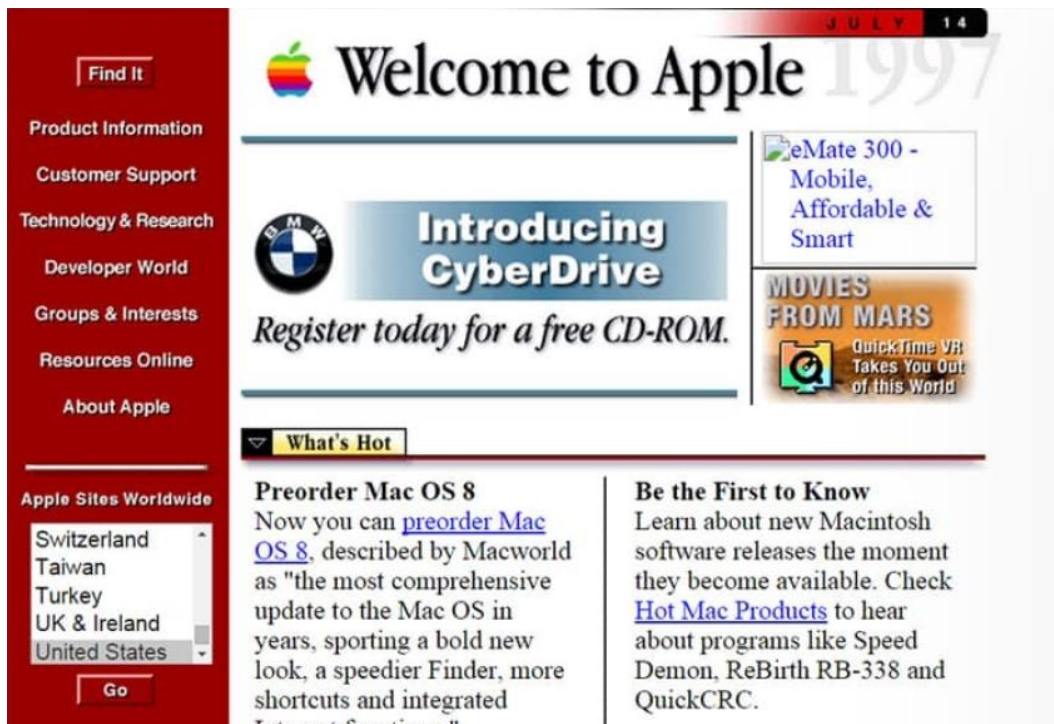 JULY 14
1997
Welcome to Apple
Find It
Product Information
Customer Support
Technology & Research
Developer World
Groups & Interests
Resources Online
About Apple
Apple Sites Worldwide
Switzerland
Taiwan
Turkey
UK & Ireland
United States
Go
BMW
Introducing
CyberDrive
Register today for a free CD-ROM.
eMate 300 -
Mobile,
Affordable &
Smart
MOVIES
FROM MARS
QuickTime VR
Takes You Out
of this World
What's Hot
Preorder Mac OS 8
Now you can preorder Mac
OS 8, described by Macworld
as "the most comprehensive
update to the Mac OS in
years, sporting a bold new
look, a speedier Finder, more
shortcuts and integrated
Be the First to Know
Learn about new Macintosh
software releases the moment
they become available. Check
Hot Mac Products to hear
about programs like Speed
Demon, ReBirth RB-338 and
QuickCRC.